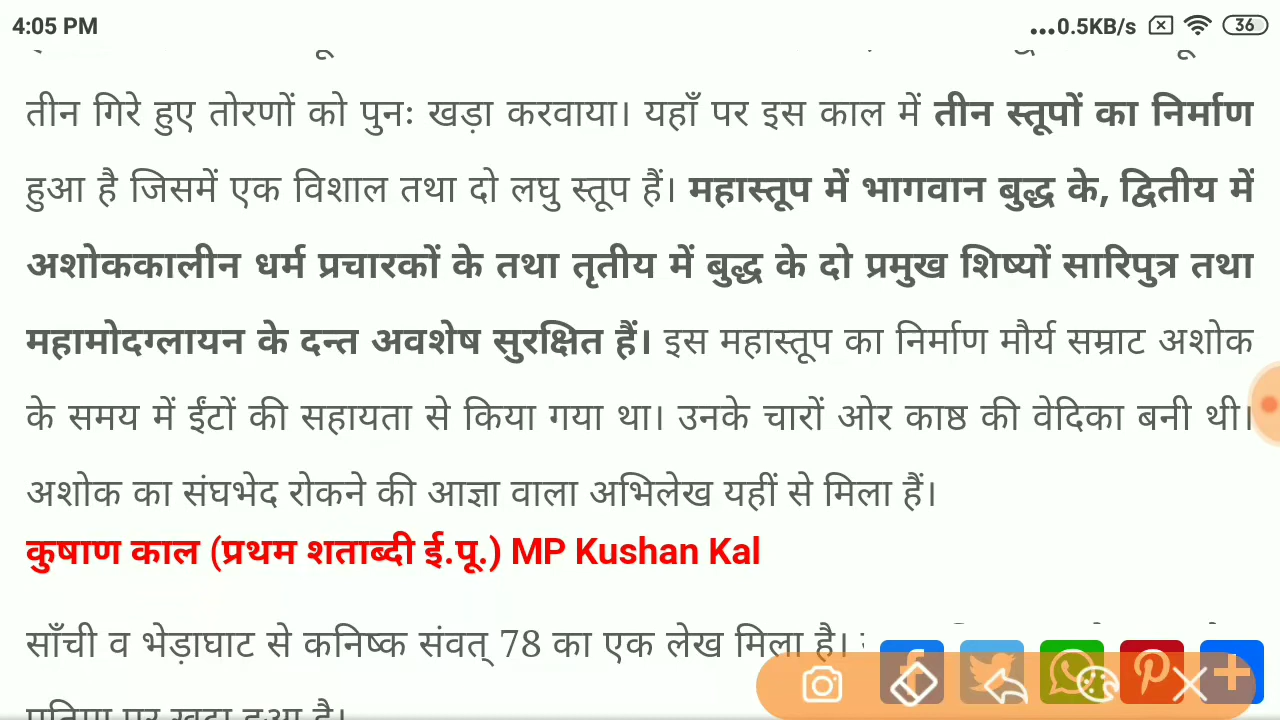 4:05 PM
...0.5KB/s
36
तीन गिरे हुए तोरणों को पुनः खड़ा करवाया। यहाँ पर इस काल में तीन स्तूपों का निर्माण
हुआ है जिसमें एक विशाल तथा दो लघु स्तूप हैं। महास्तूप में भागवान बुद्ध के, द्वितीय में
अशोककालीन धर्म प्रचारकों के तथा तृतीय में बुद्ध के दो प्रमुख शिष्यों सारिपुत्र तथा
महामोदग्लायन के दन्त अवशेष सुरक्षित हैं। इस महास्तूप का निर्माण मौर्य सम्राट अशोक
के समय में ईंटों की सहायता से किया गया था। उनके चारों ओर काष्ठ की वेदिका बनी थी।
अशोक का संघभेद रोकने की आज्ञा वाला अभिलेख यहीं से मिला हैं।
कुषाण काल (प्रथम शताब्दी ई.पू.) MP Kushan Kal
साँची व भेड़ाघाट से कनिष्क संवत् 78 का एक लेख मिला है।